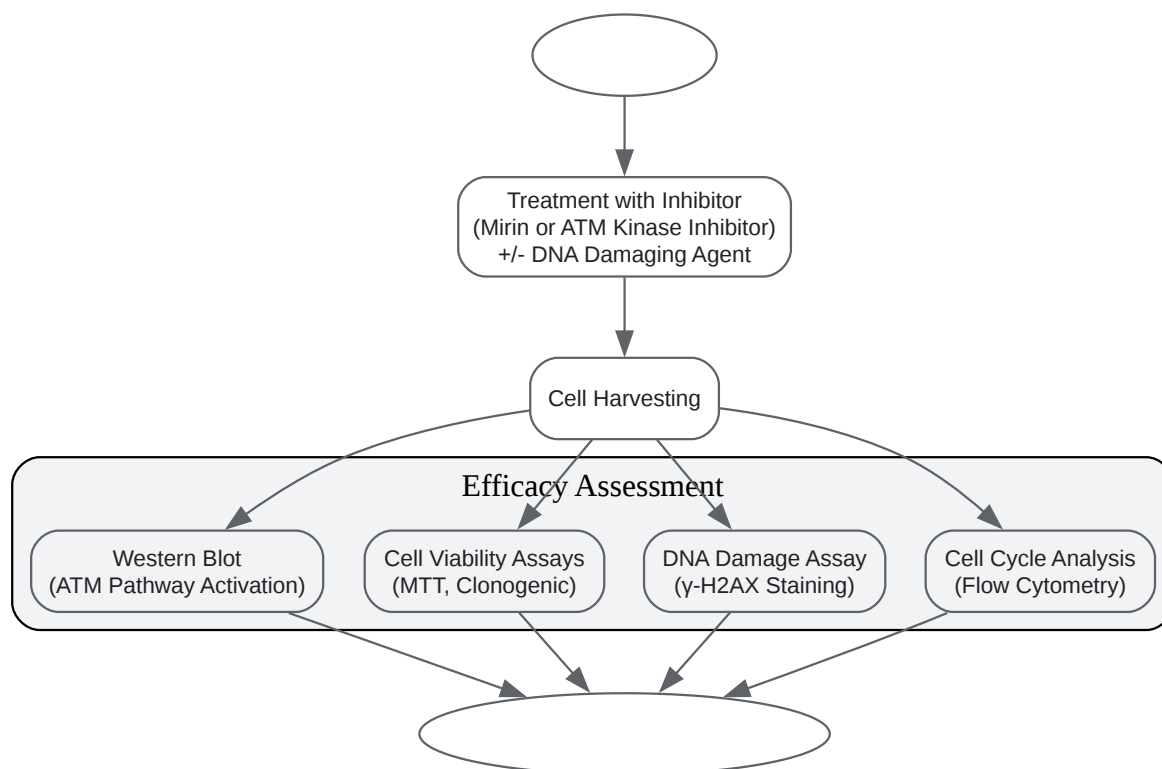 Treatment with Inhibitor
(Mirin or ATM Kinase Inhibitor)
+/- DNA Damaging Agent
Cell Harvesting
Efficacy Assessment
Western Blot
(ATM Pathway Activation)
Cell Viability Assays
(MTT, Clonogenic)
DNA Damage Assay
(γ-H2AX Staining)
Cell Cycle Analysis
(Flow Cytometry)